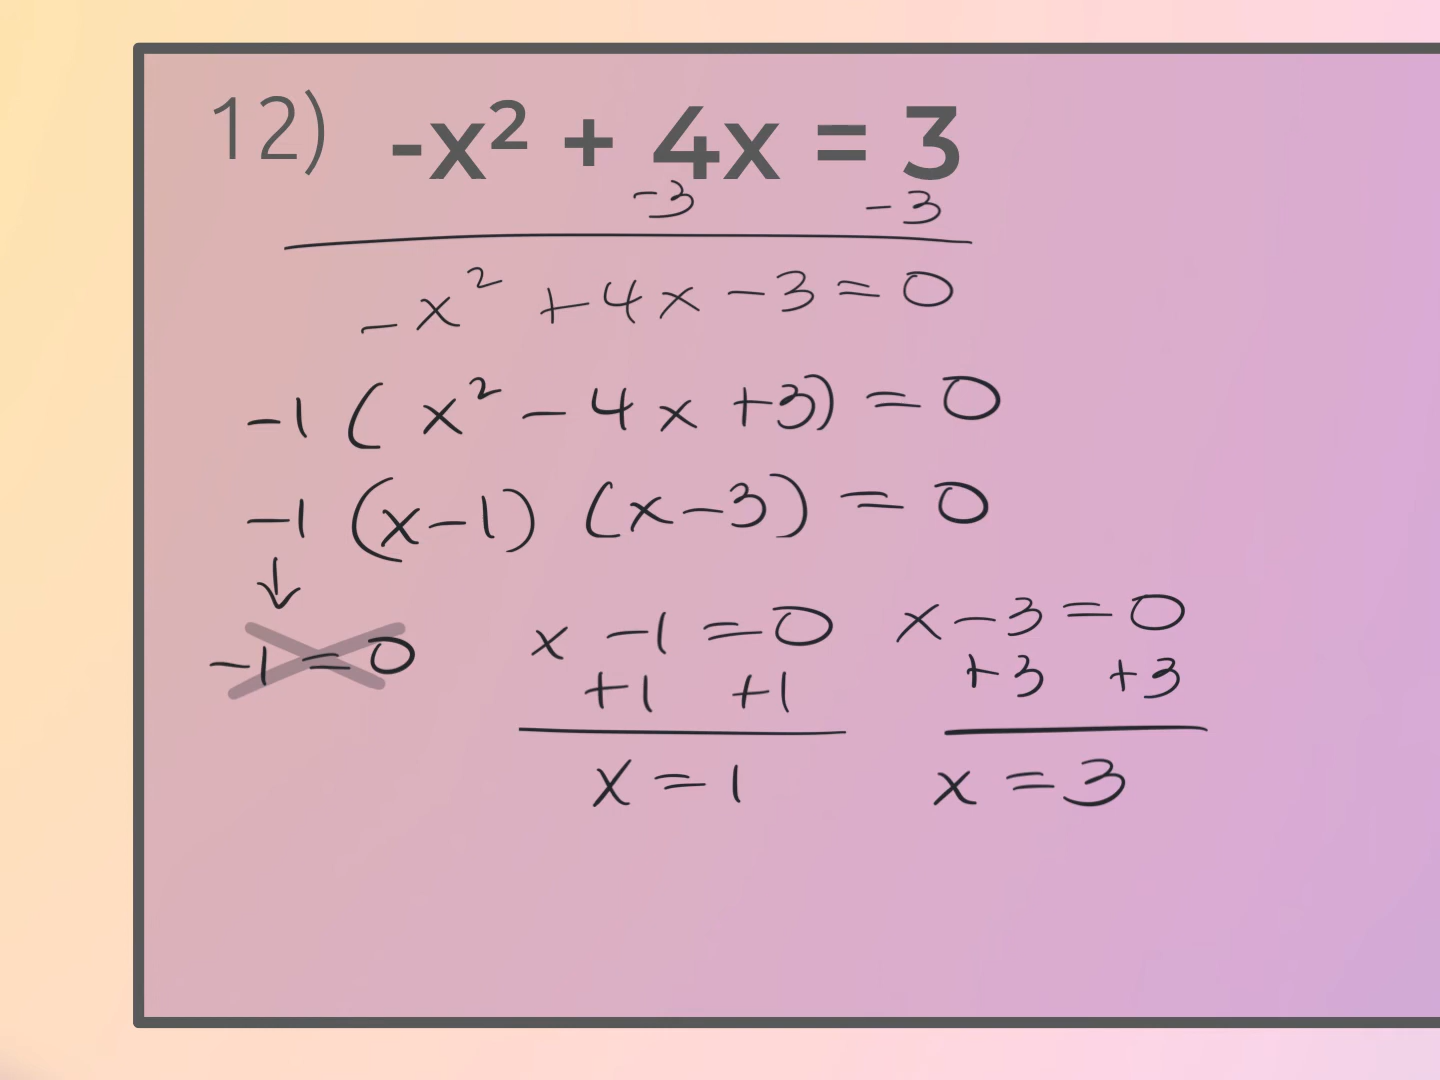 12) -x² + 4x = 3
-3 -3
-x² + 4x - 3 = 0
-1 (x² - 4x + 3) = 0
-1 (x-1) (x-3) = 0
↓
-1 = 0 x - 1 = 0 x - 3 = 0
+1 +1 +3 +3
x = 1 x = 3